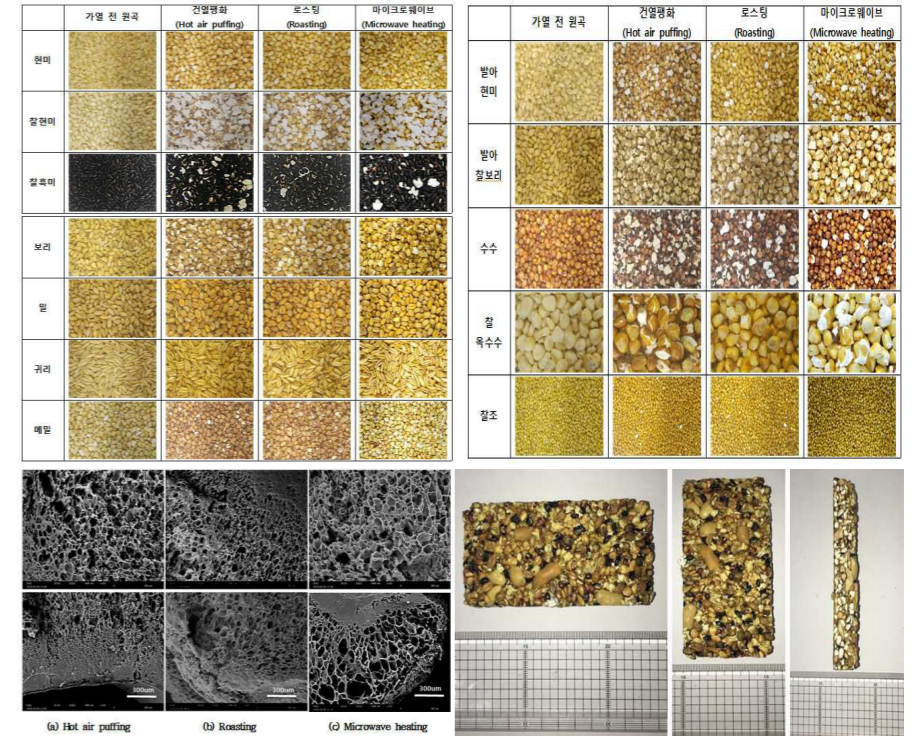 가열 전 원곡
건열팽화
(Hot air puffing)
로스팅
(Roasting)
마이크로웨이브
(Microwave heating)
현미
찰현미
찰흑미
보리
밀
귀리
메밀
가열 전 원곡
건열팽화
(Hot air puffing)
로스팅
(Roasting)
마이크로웨이브
(Microwave heating)
발아
현미
발아
찰보리
수수
찰
옥수수
찰조
300um
300um
300um
(a) Hot air puffing
(b) Roasting
(c) Microwave heating